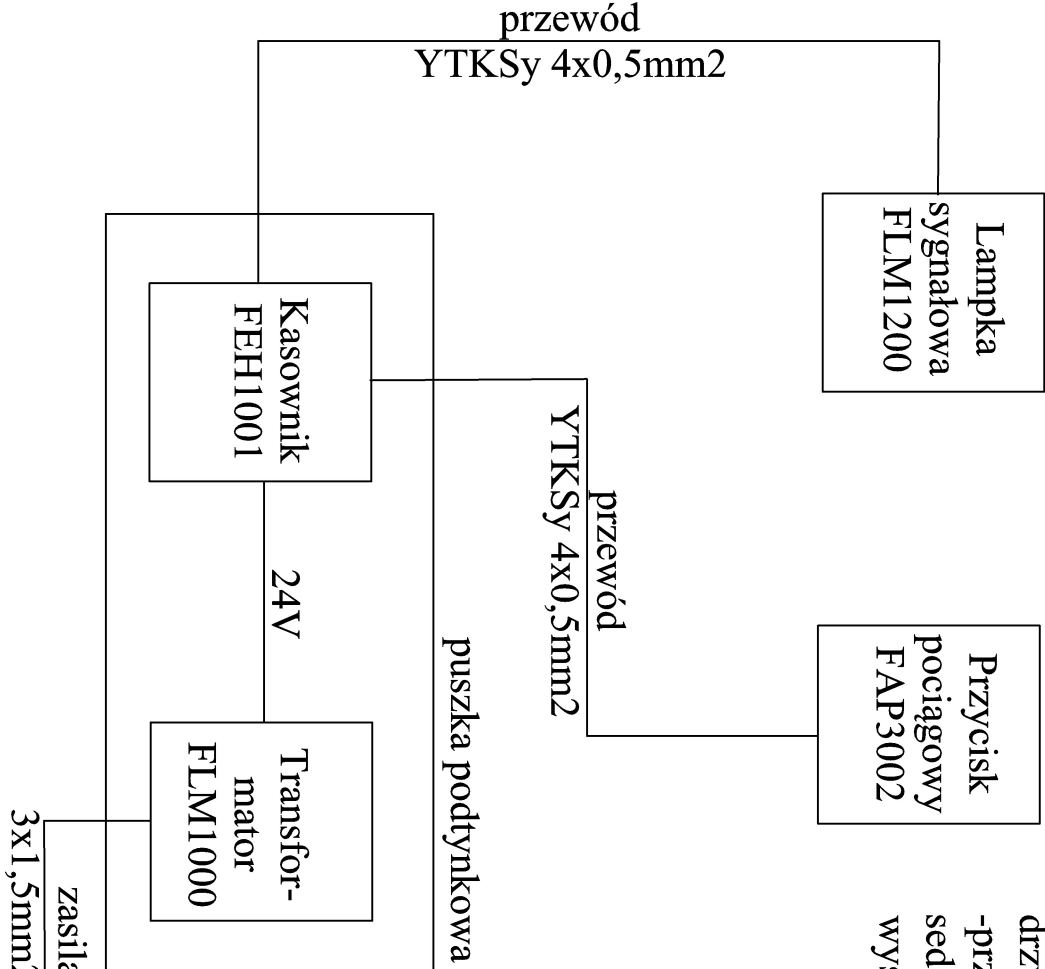 przewód
YTKSy 4x0,5mm2
Lampka
sygnałowa
FLM1200
Kasownik
FEH1001
przewód
YTKSy 4x0,5mm2
24V
Przycisk
pociągowy
FAP3002
puszka podtynkowa
Transfor-
mator
FLM1000